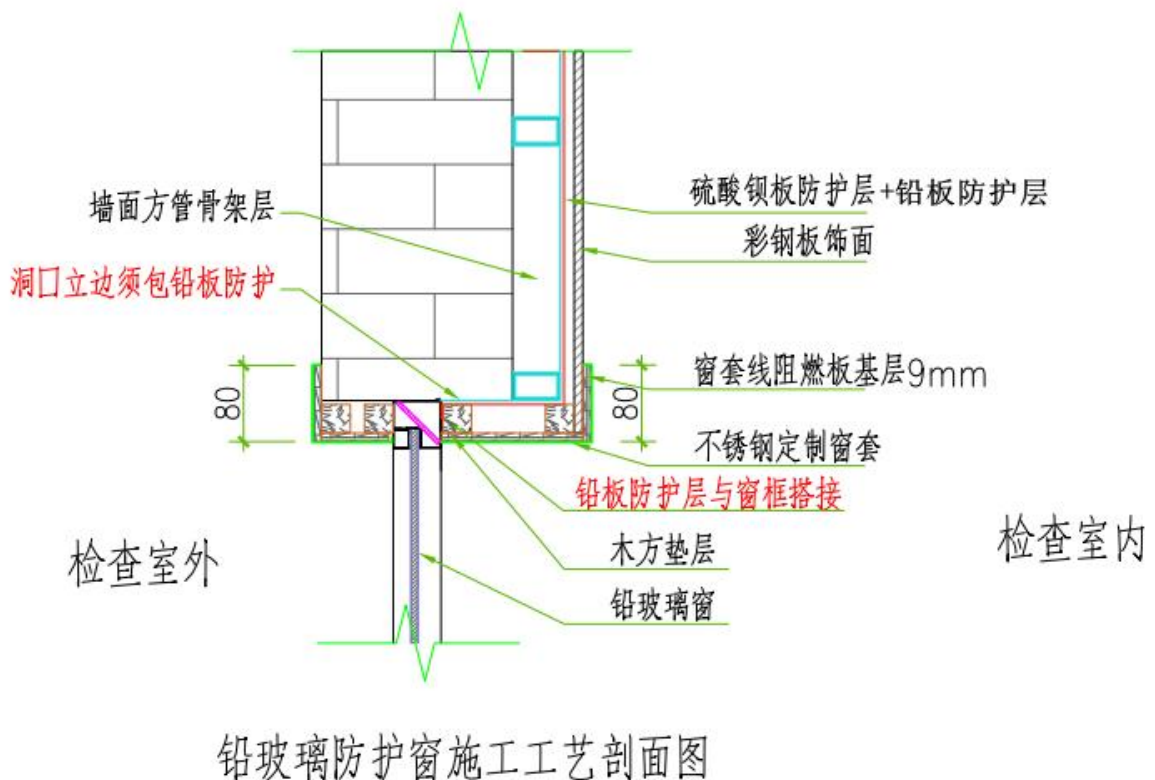 墙面方管骨架层
硫酸钡板防护层+铅板防护层
彩钢板饰面
洞口立边须包铅板防护
窗套线阻燃板基层9mm
80
80
不锈钢定制窗套
铅板防护层与窗框搭接
检查室外
检查室内
木方垫层
铅玻璃窗
铅玻璃防护窗施工工艺剖面图